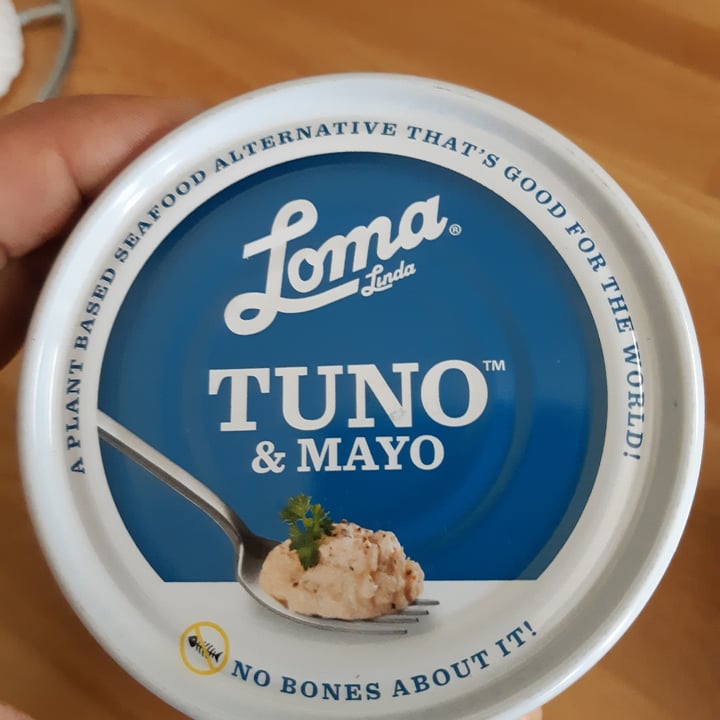 A PLANT BASED SEAFOOD ALTERNATIVE THAT'S GOOD FOR THE WORLD!
Loma®
Linda
TUNO™
& MAYO
NO BONES ABOUT IT!